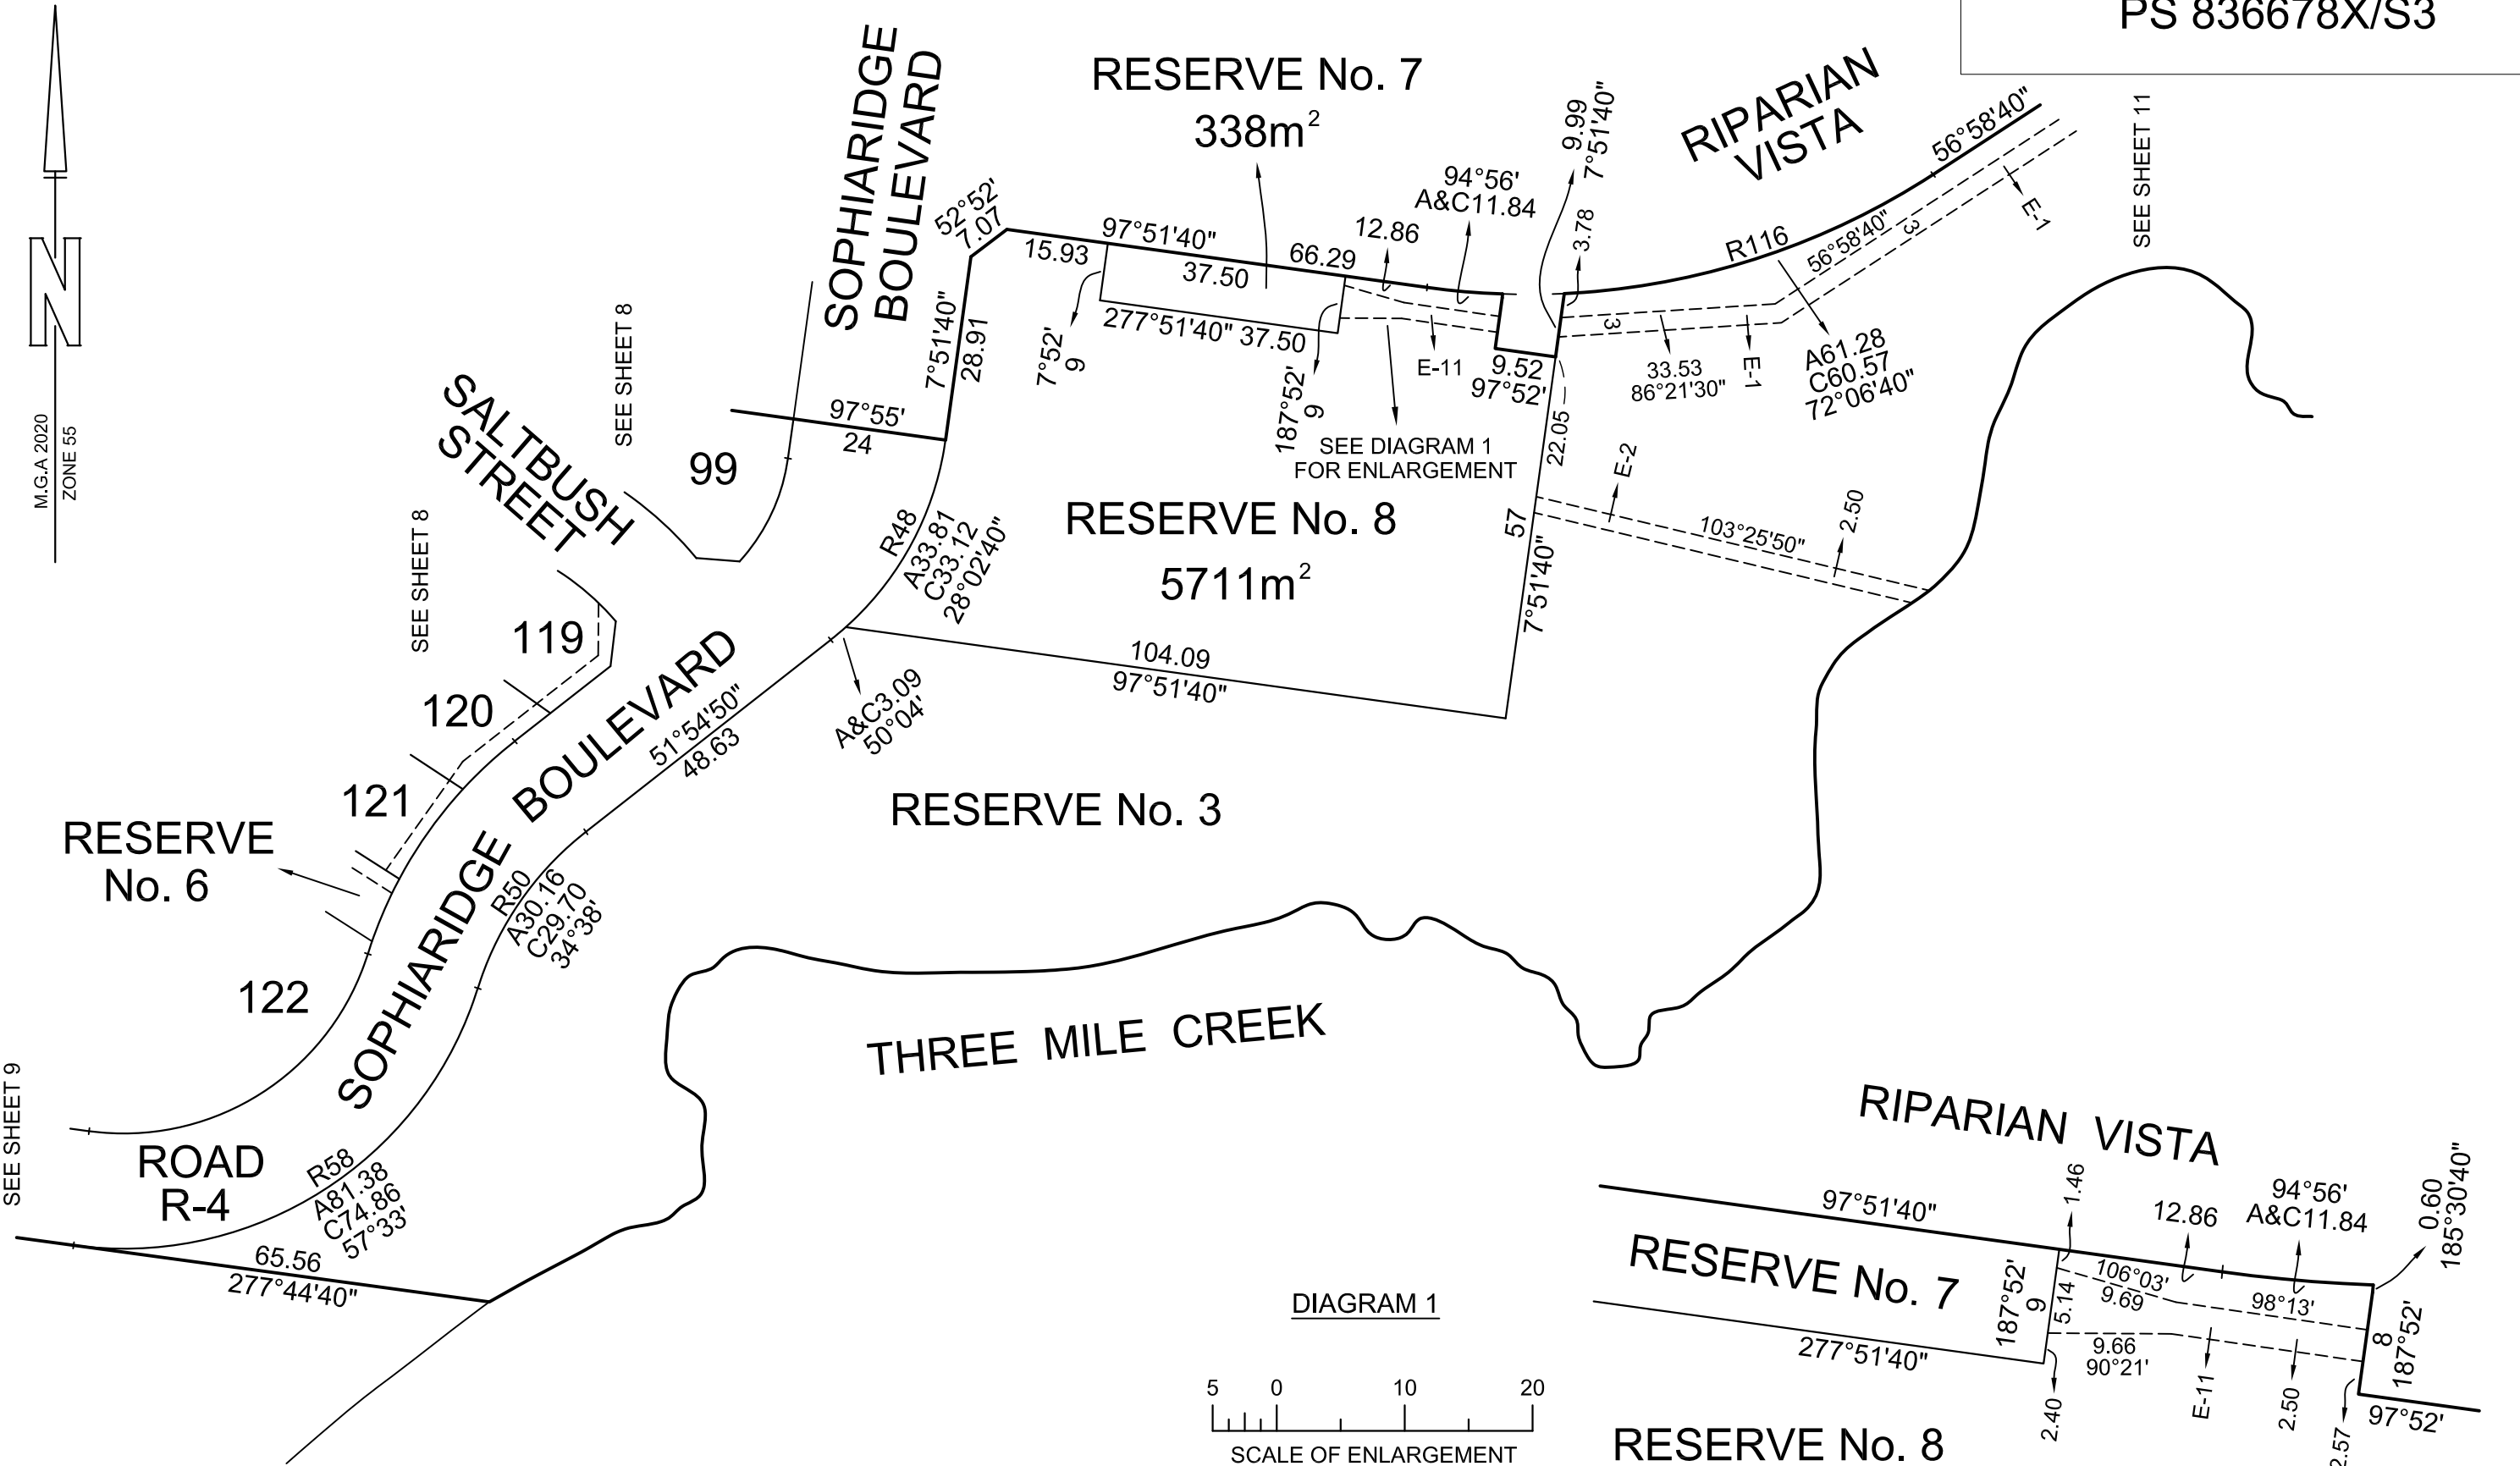 PS 836678X/S3
SOPHIARIDGE
BOULEVARD
RESERVE No. 7
338m²
RIPARIAN
VISTA
SEE SHEET 11
9.99
7°51'40"
56°58'40"
94°56'
A&C11.84
52°52'
7.07
97°51'40"
15.93
37.50
66.29
12.86
3.78
R116
56°58'40"
3
E-1
7°51'40"
28.91
7°52'
9
277°51'40" 37.50
187°52'
9
E-11
9.52
97°52'
3
33.53
86°21'30"
E-1
A61.28
C60.57
72°06'40"
M.G.A 2020
ZONE 55
SEE SHEET 8
SALTBUSH
STREET
97°55'
24
99
SEE DIAGRAM 1
FOR ENLARGEMENT
22.05
E-2
2.50
103°25'50"
SEE SHEET 8
R48
A33.81
C33.12
28°02'40"
RESERVE No. 8
5711m²
57
7°51'40"
119
120
121
122
104.09
97°51'40"
A&C3.09
50°04'
51°54'50"
48.63
SOPHIARIDGE BOULEVARD
RESERVE No. 3
RESERVE
No. 6
R50
A30.16
C29.70
34°38'
THREE MILE CREEK
SEE SHEET 9
ROAD
R-4
R58
A81.38
C74.86
57°33'
65.56
277°44'40"
RIPARIAN VISTA
97°51'40"
1.46
12.86
94°56'
A&C11.84
0.60
185°30'40"
RESERVE No. 7
187°52'
9
5.14
106°03'
9.69
98°13'
8
187°52'
277°51'40"
9.66
90°21'
2.40
E-11
2.50
2.57
97°52'
DIAGRAM 1
5 0 10 20
SCALE OF ENLARGEMENT
RESERVE No. 8
N